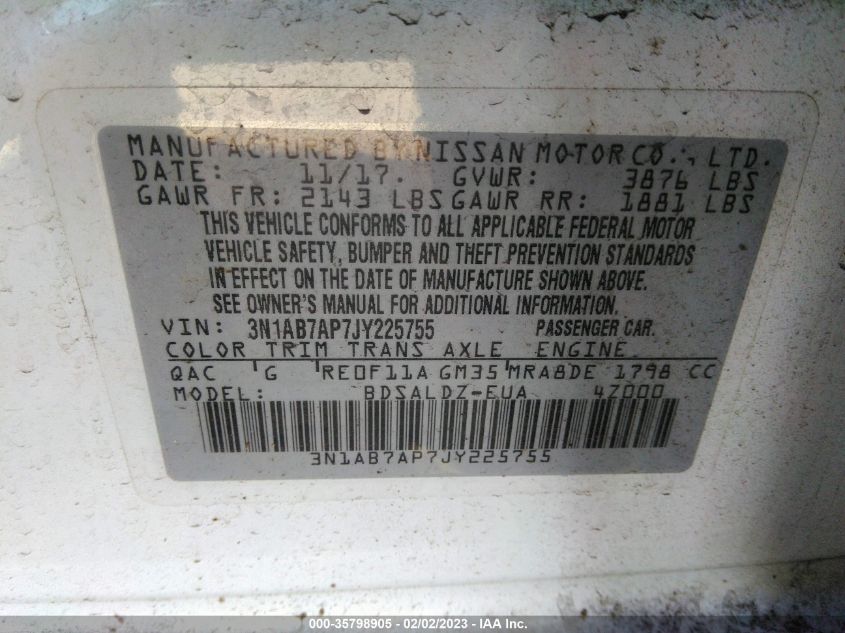 MANUFACTURED BY NISSAN MOTOR CO., LTD.
DATE: 11/17. GVWR: 3876 LBS
GAWR FR: 2143 LBS GAWR RR: 1881 LBS
THIS VEHICLE CONFORMS TO ALL APPLICABLE FEDERAL MOTOR
VEHICLE SAFETY, BUMPER AND THEFT PREVENTION STANDARDS
IN EFFECT ON THE DATE OF MANUFACTURE SHOWN ABOVE.
SEE OWNER'S MANUAL FOR ADDITIONAL INFORMATION.
VIN: 3N1AB7AP7JY225755 PASSENGER CAR.
COLOR TRIM TRANS AXLE ENGINE
QAC G RE0F11A GM35 MRA8DE 1798 CC
MODEL: BDSALDZ-EUA 4Z000
3N1AB7AP7JY225755
000-35798905 - 02/02/2023 - IAA Inc.